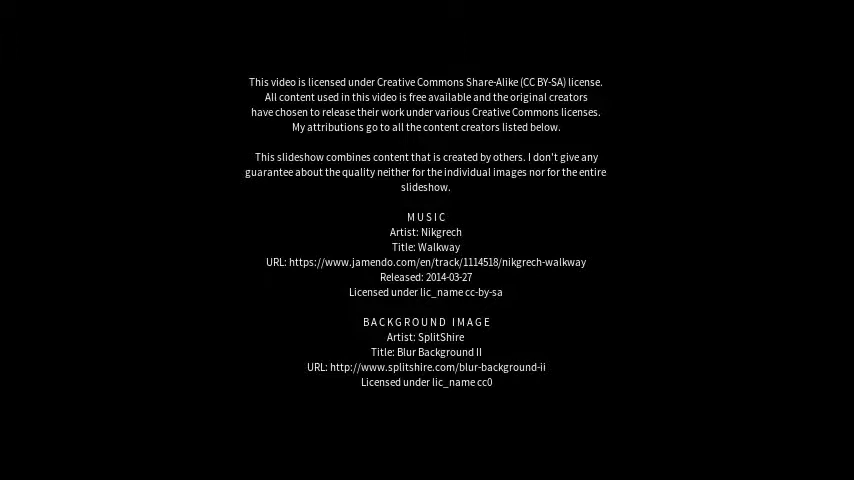 This video is licensed under Creative Commons Share-Alike (CC BY-SA) license.
All content used in this video is free available and the original creators
have chosen to release their work under various Creative Commons licenses.
My attributions go to all the content creators listed below.
This slideshow combines content that is created by others. I don't give any
guarantee about the quality neither for the individual images nor for the entire
slideshow.
MUSIC
Artist: Nikgrech
Title: Walkway
URL: https://www.jamendo.com/en/track/1114518/nikgrech-walkway
Released: 2014-03-27
Licensed under lic_name cc-by-sa
BACKGROUND IMAGE
Artist: SplitShire
Title: Blur Background II
URL: http://www.splitshire.com/blur-background-ii
Licensed under lic_name cc0